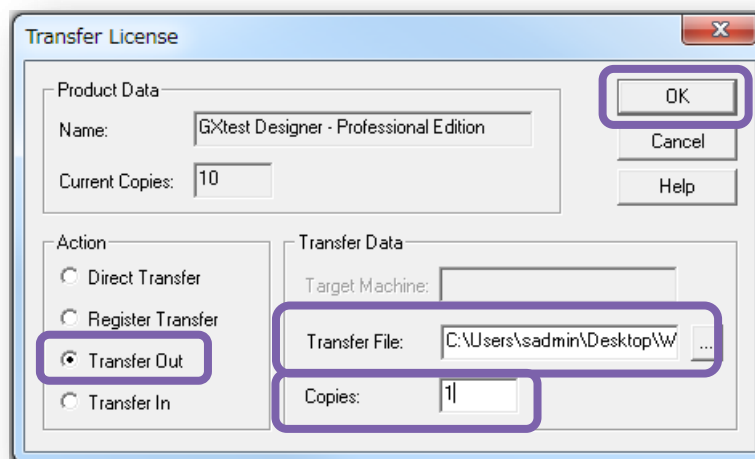 Transfer License
Product Data
OK
Name:
GXtest Designer - Professional Edition
Cancel
Current Copies:
10
Help
Action
Transfer Data
Direct Transfer
Target Machine:
Register Transfer
Transfer File:
C:\Users\sadmin\Desktop\W
...
Transfer Out
Copies:
1
Transfer In